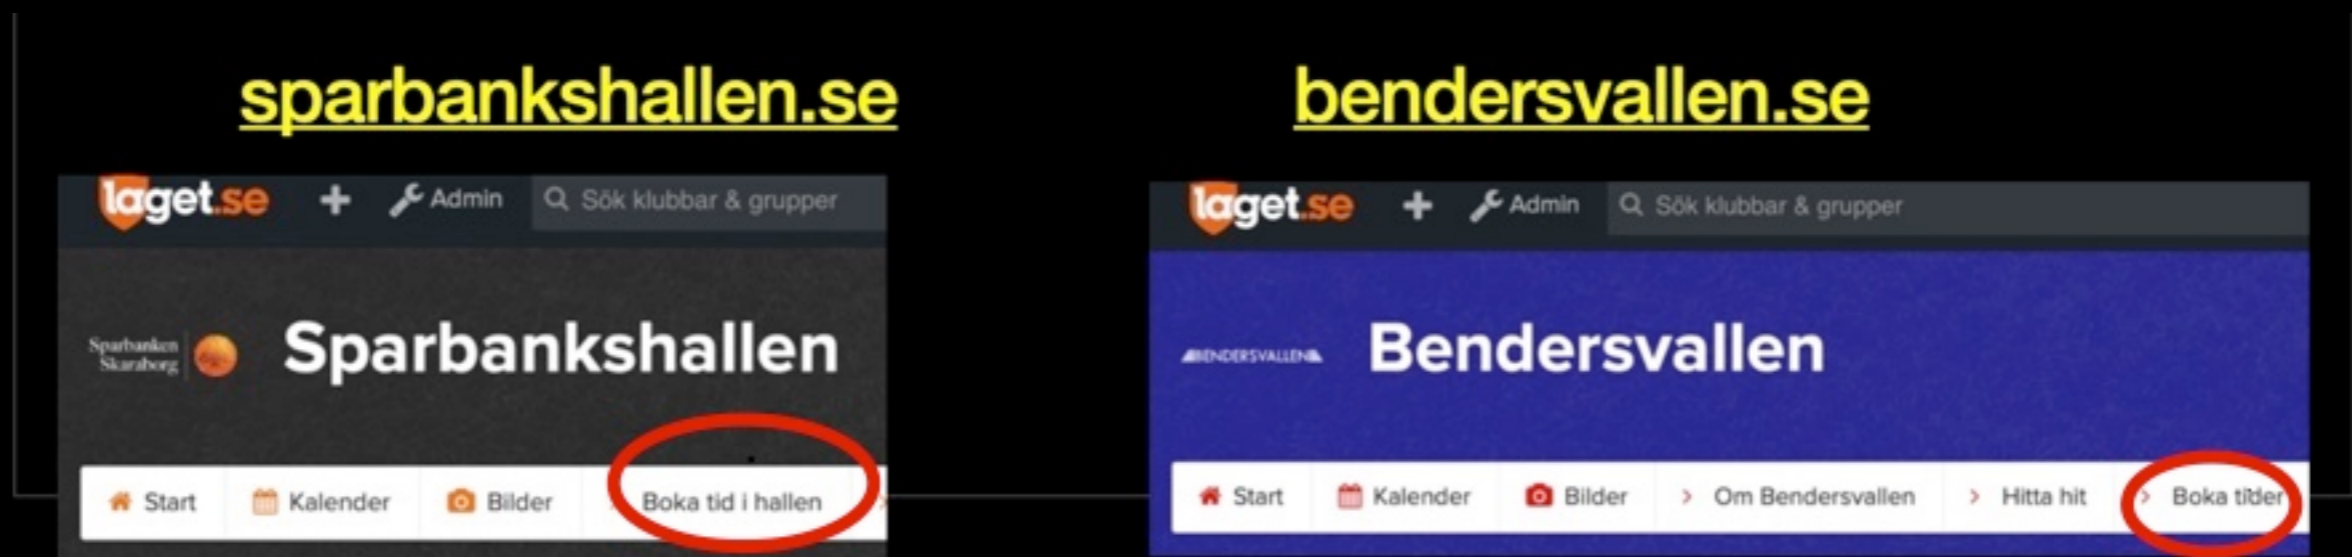 sparbankshallen.se
bendersvallen.se
laget.se Admin Sök klubbar & grupper
Sparbanken
Skaraborg
Sparbankshallen
Start Kalender Bilder Boka tid i hallen
laget.se Admin Sök klubbar & grupper
BENDERSVALLEN
Bendersvallen
Start Kalender Bilder Om Bendersvallen Hitta hit Boka tider